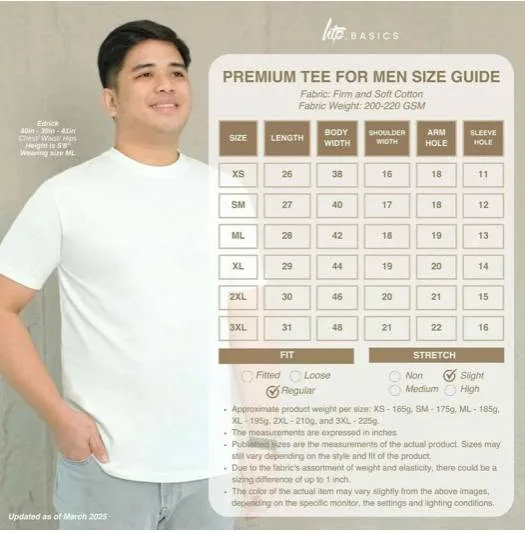 htp. BASICS
PREMIUM TEE FOR MEN SIZE GUIDE
Fabric: Firm and Soft Cotton
Fabric Weight: 200-220 GSM
Edrick
40in - 39in - 41in
Chest/ Waist/ Hips
Height is 5'8"
Wearing size ML
SIZE LENGTH BODY WIDTH SHOULDER WIDTH ARM HOLE SLEEVE HOLE
XS 26 38 16 18 11
SM 27 40 17 18 12
ML 28 42 18 19 13
XL 29 44 19 20 14
2XL 30 46 20 21 15
3XL 31 48 21 22 16
FIT STRETCH
Fitted Loose Non Slight
Regular Medium High
• Approximate product weight per size: XS - 165g, SM - 175g, ML - 185g,
XL - 195g, 2XL - 210g, and 3XL - 225g.
• The measurements are expressed in inches.
• Published sizes are the measurements of the actual product. Sizes may
still vary depending on the style and fit of the product.
• Due to the fabric's assortment of weight and elasticity, there could be a
sizing difference of up to 1 inch.
• The color of the actual item may vary slightly from the above images,
depending on the specific monitor, the settings and lighting conditions.
Updated as of March 2025